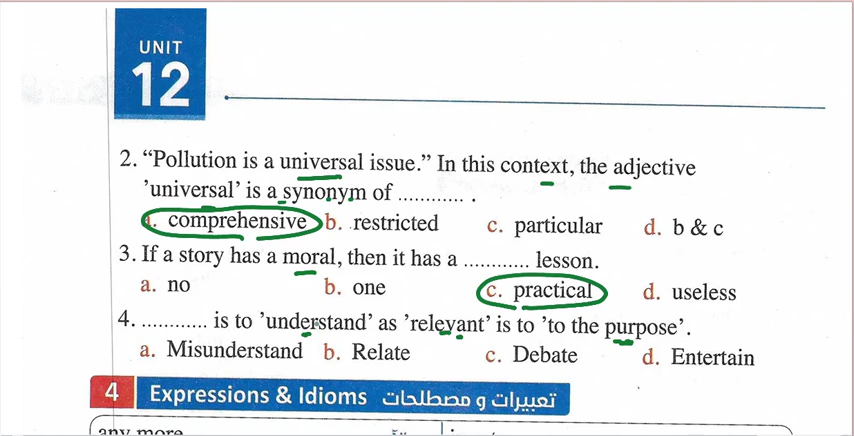 UNIT
12
2. “Pollution is a universal issue.” In this context, the adjective
’universal’ is a synonym of ............ .
a. comprehensive b. restricted c. particular d. b & c
3. If a story has a moral, then it has a ............ lesson.
a. no b. one c. practical d. useless
4. ............ is to ’understand’ as ’relevant’ is to ’to the purpose’.
a. Misunderstand b. Relate c. Debate d. Entertain
4 Expressions & Idioms تعبيرات و مصطلحات
any more